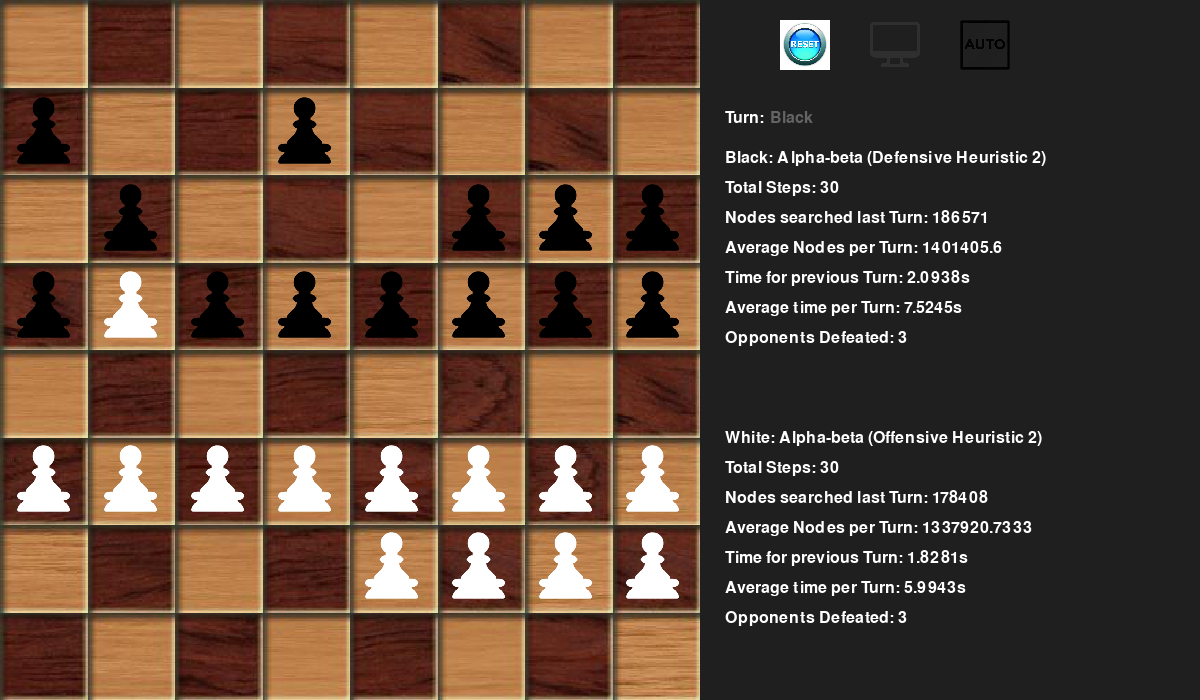 RESET
AUTO
Turn: Black
Black: Alpha-beta (Defensive Heuristic 2)
Total Steps: 30
Nodes searched last Turn: 186571
Average Nodes per Turn: 1401405.6
Time for previous Turn: 2.0938s
Average time per Turn: 7.5245s
Opponents Defeated: 3
White: Alpha-beta (Offensive Heuristic 2)
Total Steps: 30
Nodes searched last Turn: 178408
Average Nodes per Turn: 1337920.7333
Time for previous Turn: 1.8281s
Average time per Turn: 5.9943s
Opponents Defeated: 3